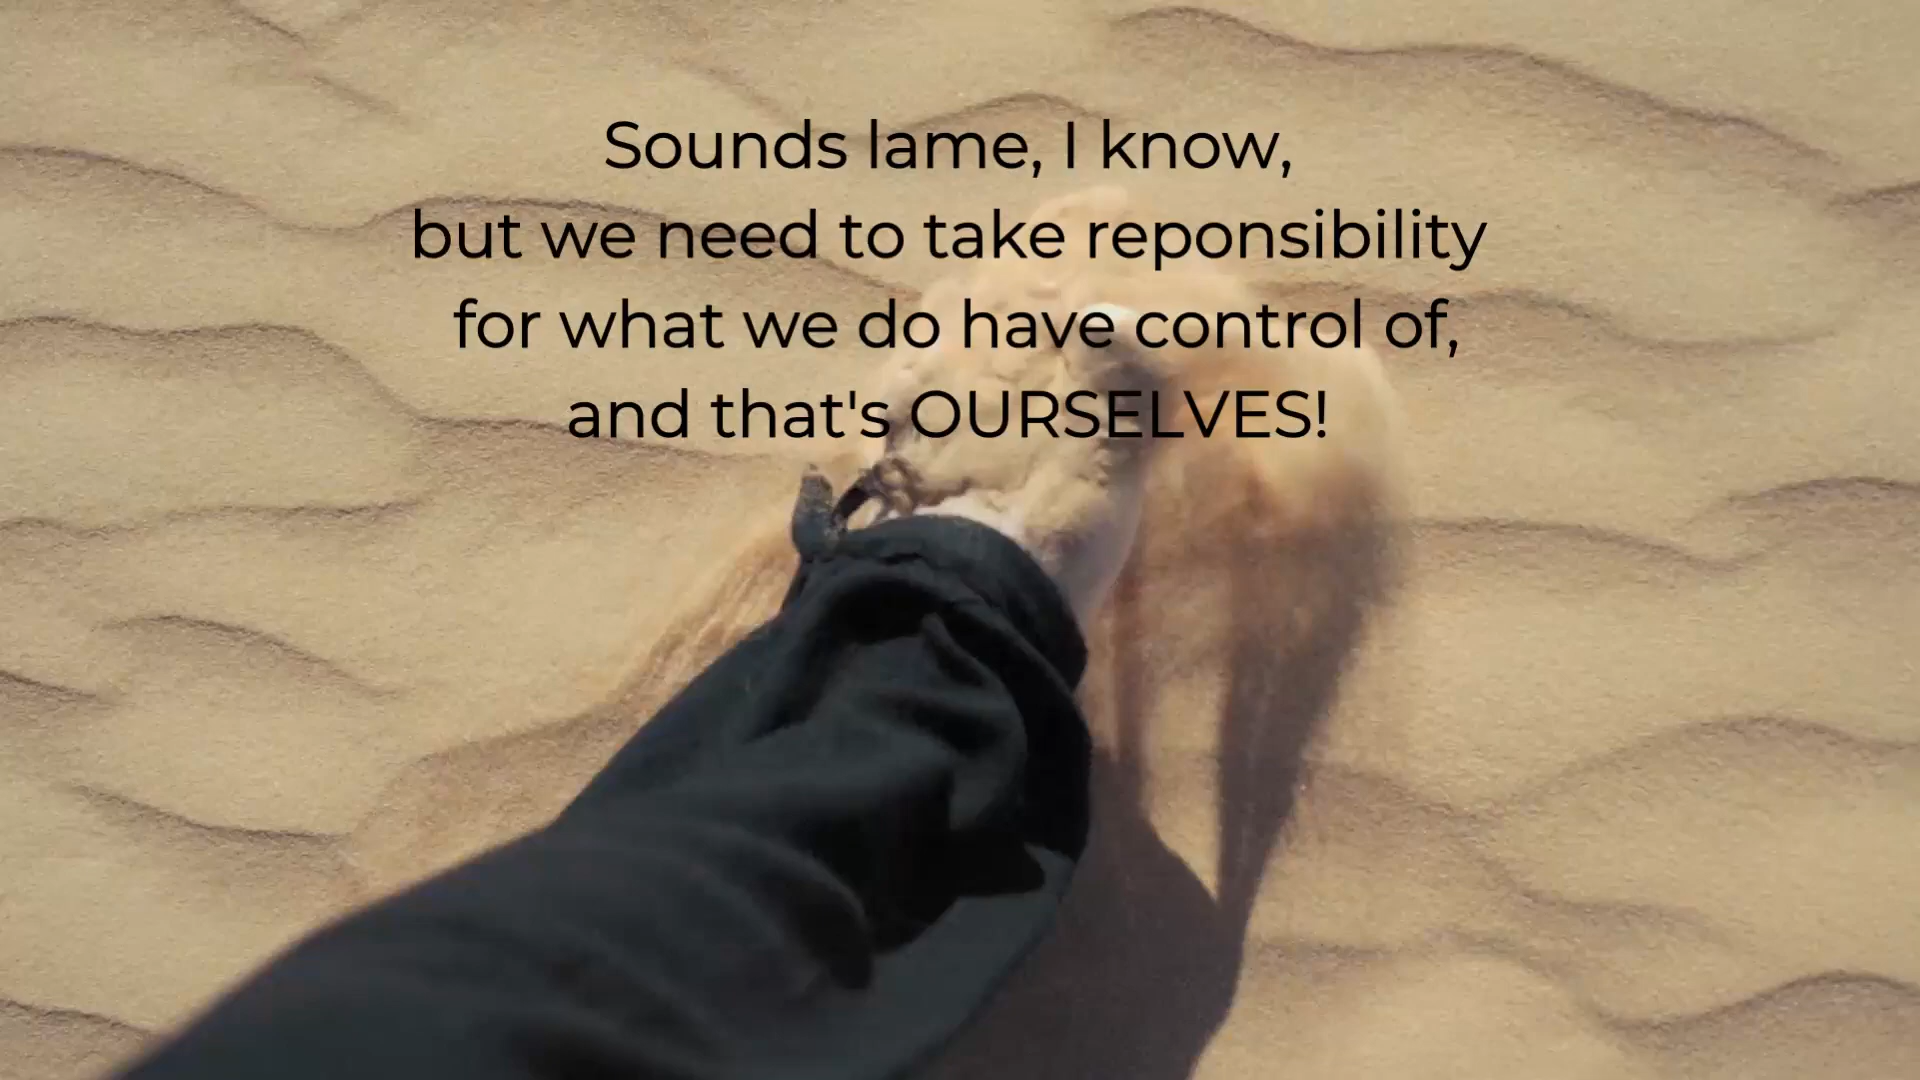 Sounds lame, I know,
but we need to take reponsibility
for what we do have control of,
and that's OURSELVES!